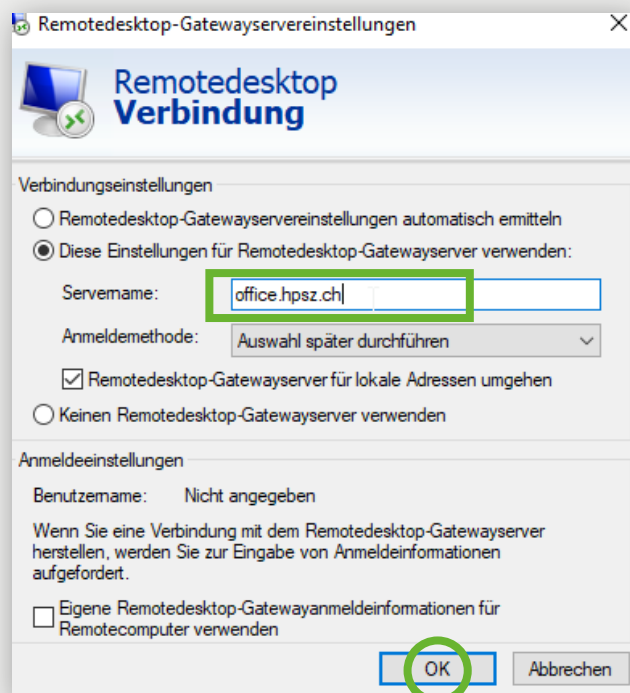 Remotedesktop-Gatewayservereinstellungen
Remotedesktop
Verbindung
Verbindungseinstellungen
Remotedesktop-Gatewayservereinstellungen automatisch ermitteln
Diese Einstellungen für Remotedesktop-Gatewayserver verwenden:
Servername: office.hpsz.ch
Anmeldemethode: Auswahl später durchführen
Remotedesktop-Gatewayserver für lokale Adressen umgehen
Keinen Remotedesktop-Gatewayserver verwenden
Anmeldeeinstellungen
Benutzername: Nicht angegeben
Wenn Sie eine Verbindung mit dem Remotedesktop-Gatewayserver
herstellen, werden Sie zur Eingabe von Anmeldeinformationen
aufgefordert.
Eigene Remotedesktop-Gatewayanmeldeinformationen für
Remotecomputer verwenden
OK Abbrechen